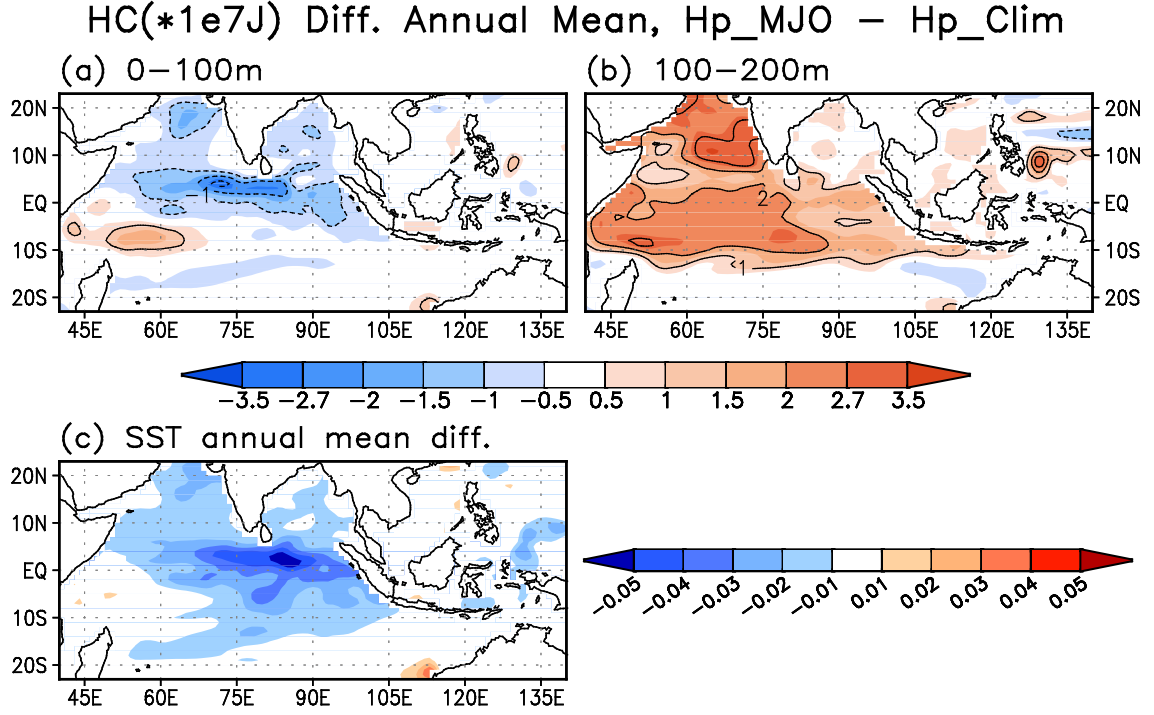 HC(*1e7J) Diff. Annual Mean, Hp_MJO − Hp_Clim
(a) 0−100m
(b) 100−200m
20N
10N
EQ
10S
20S
−1
2
<1
20N
10N
EQ
10S
20S
45E 60E 75E 90E 105E 120E 135E
45E 60E 75E 90E 105E 120E 135E
−3.5 −2.7 −2 −1.5 −1 −0.5 0.5 1 1.5 2 2.7 3.5
(c) SST annual mean diff.
20N
10N
EQ
10S
20S
−0.05 −0.04 −0.03 −0.02 −0.01 0.01 0.02 0.03 0.04 0.05
45E 60E 75E 90E 105E 120E 135E